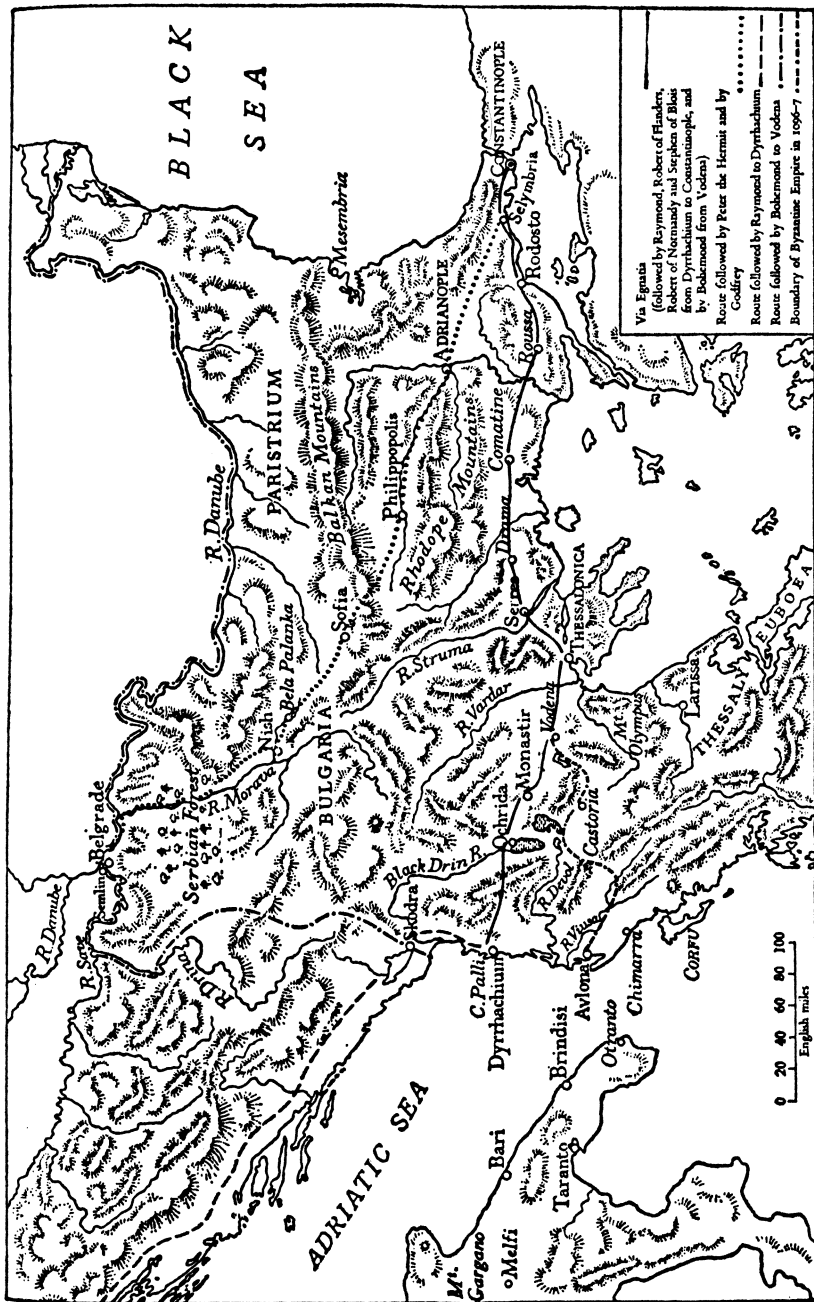 BLACK
SEA
R. Danube
R. Save
Semlin
Belgrade
R. Danube
Serbian Forest
R. Drina
R. Morava
Nish
Bela Palanka
PARISTRIUM
Balkan Mountains
Mesembria
BULGARIA
Sofia
Philippopolis
ADRIANOPLE
Rhodope
Mountains
CONSTANTINOPLE
Selymbria
Rodosto
Roussa
Comatine
Drama
Serres
R. Struma
R. Vardar
THESSALONICA
Skodra
Black Drin R.
Ochrida
Monastir
Vodena
Castoria
R. Devol
R. Viusa
C. Palli
Dyrrhachium
Avlona
Chimarra
CORFU
Mt.
Olympus
Larissa
THESSALY
EUBOEA
ADRIATIC SEA
Mt.
Gargano
Melfi
Bari
Taranto
Brindisi
Otranto
0 20 40 60 80 100
English miles
Via Egnatia
(followed by Raymond, Robert of Flanders,
Robert of Normandy and Stephen of Blois
from Dyrrhachium to Constantinople, and
by Bohemond from Vodena)
Route followed by Peter the Hermit and by
Godfrey
Route followed by Raymond to Dyrrhachium
Route followed by Bohemond to Vodena
Boundary of Byzantine Empire in 1096-7